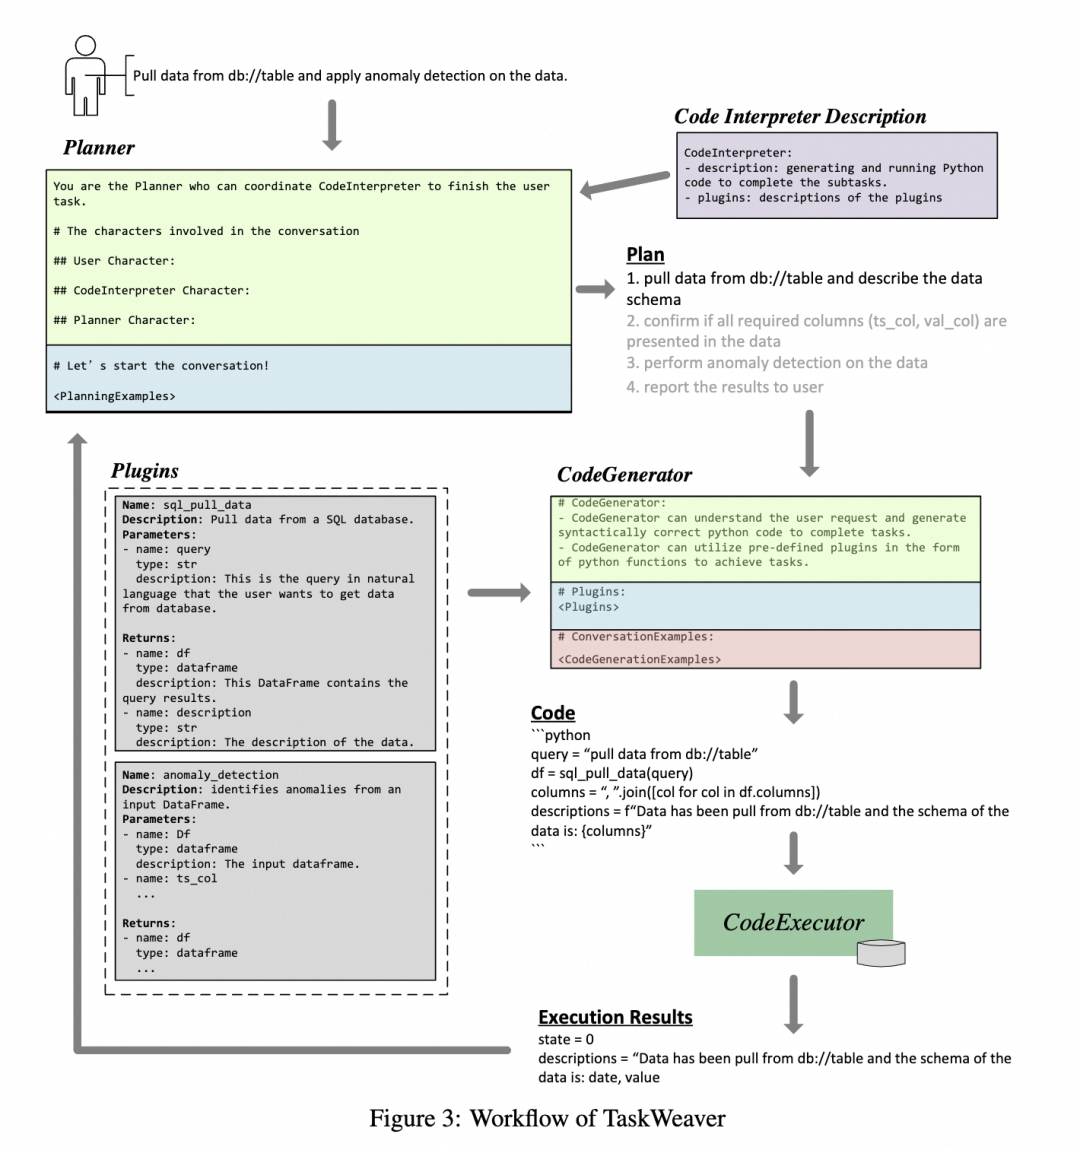 Pull data from db://table and apply anomaly detection on the data.
Planner
You are the Planner who can coordinate CodeInterpreter to finish the user
task.
# The characters involved in the conversation
## User Character:
## CodeInterpreter Character:
## Planner Character:
# Let' s start the conversation!
<PlanningExamples>
Code Interpreter Description
CodeInterpreter:
- description: generating and running Python
code to complete the subtasks.
- plugins: descriptions of the plugins
Plan
1. pull data from db://table and describe the data
schema
2. confirm if all required columns (ts_col, val_col) are
presented in the data
3. perform anomaly detection on the data
4. report the results to user
Plugins
Name: sql_pull_data
Description: Pull data from a SQL database.
Parameters:
- name: query
type: str
description: This is the query in natural
language that the user wants to get data
from database.
Returns:
- name: df
type: dataframe
description: This DataFrame contains the
query results.
- name: description
type: str
description: The description of the data.
Name: anomaly_detection
Description: identifies anomalies from an
input DataFrame.
Parameters:
- name: Df
type: dataframe
description: The input dataframe.
- name: ts_col
...
Returns:
- name: df
type: dataframe
...
CodeGenerator
# CodeGenerator:
- CodeGenerator can understand the user request and generate
syntactically correct python code to complete tasks.
- CodeGenerator can utilize pre-defined plugins in the form
of python functions to achieve tasks.
# Plugins:
<Plugins>
# ConversationExamples:
<CodeGenerationExamples>
Code
```python
query = “pull data from db://table”
df = sql_pull_data(query)
columns = “, ”.join([col for col in df.columns])
descriptions = f“Data has been pull from db://table and the schema of the
data is: {columns}”
```
CodeExecutor
Execution Results
state = 0
descriptions = “Data has been pull from db://table and the schema of the
data is: date, value
Figure 3: Workflow of TaskWeaver